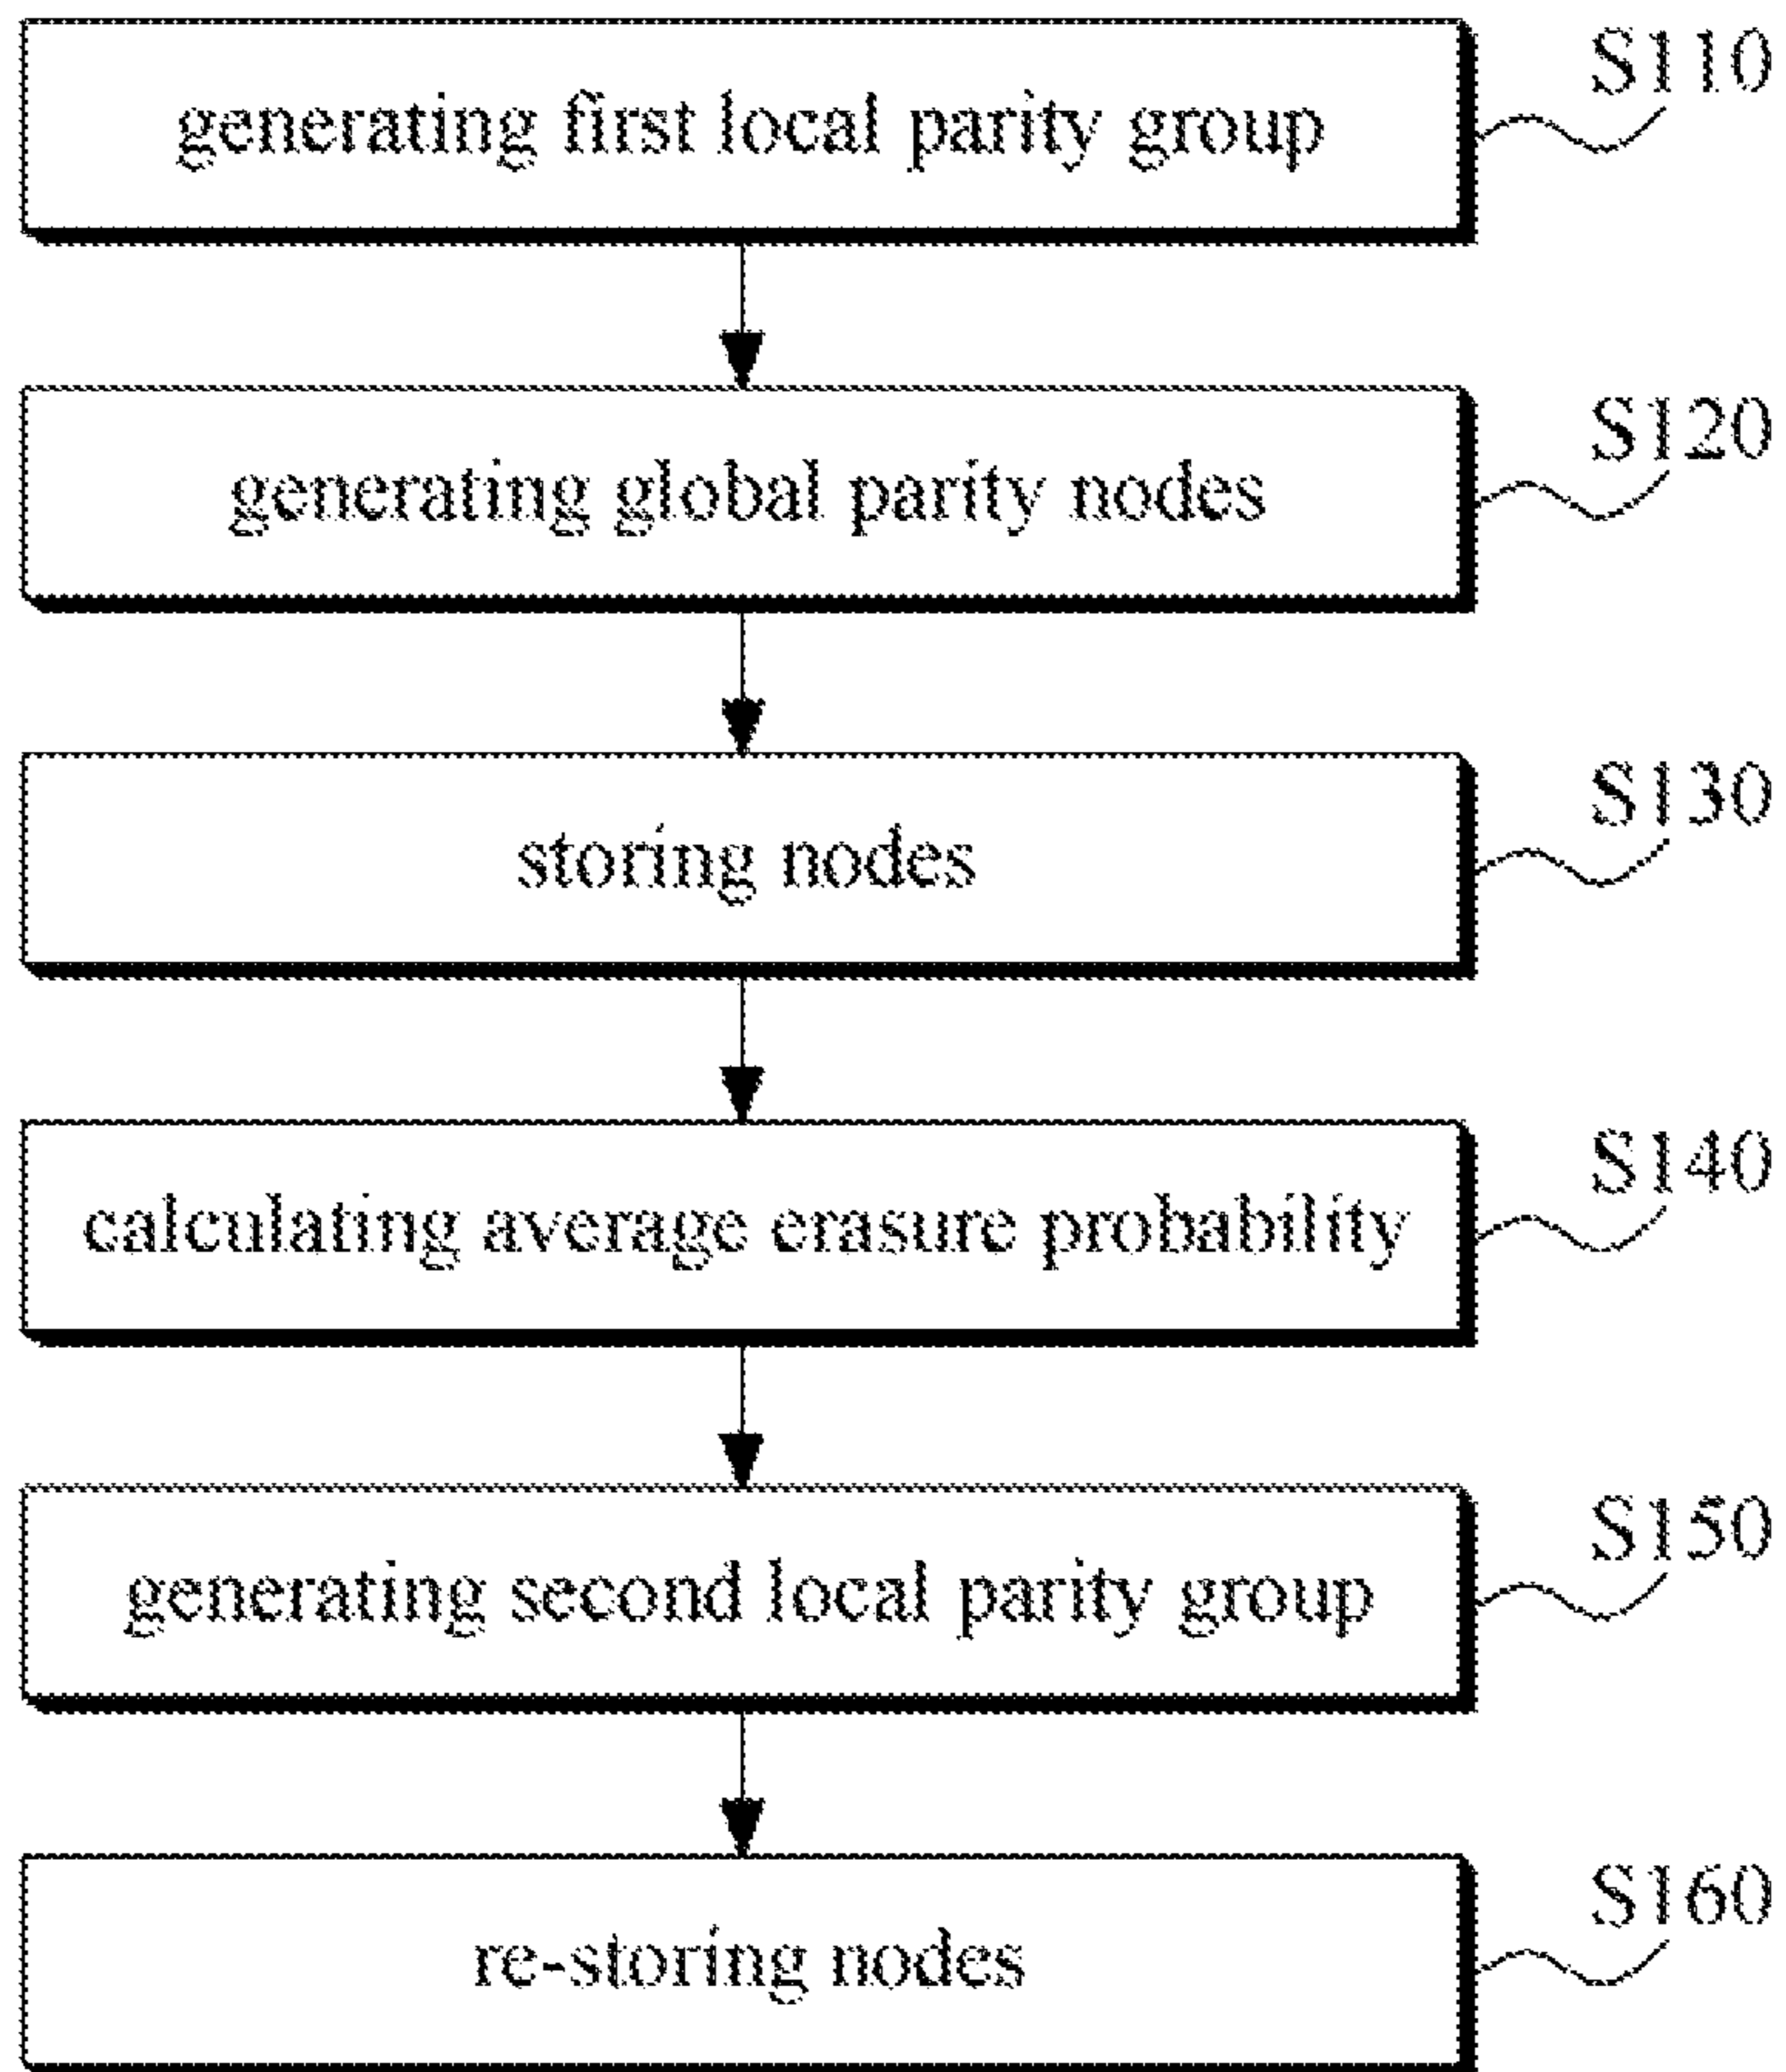 generating first local parity group
S110
generating global parity nodes
S120
storing nodes
S130
calculating average erasure probability
S140
generating second local parity group
S150
re-storing nodes
S160